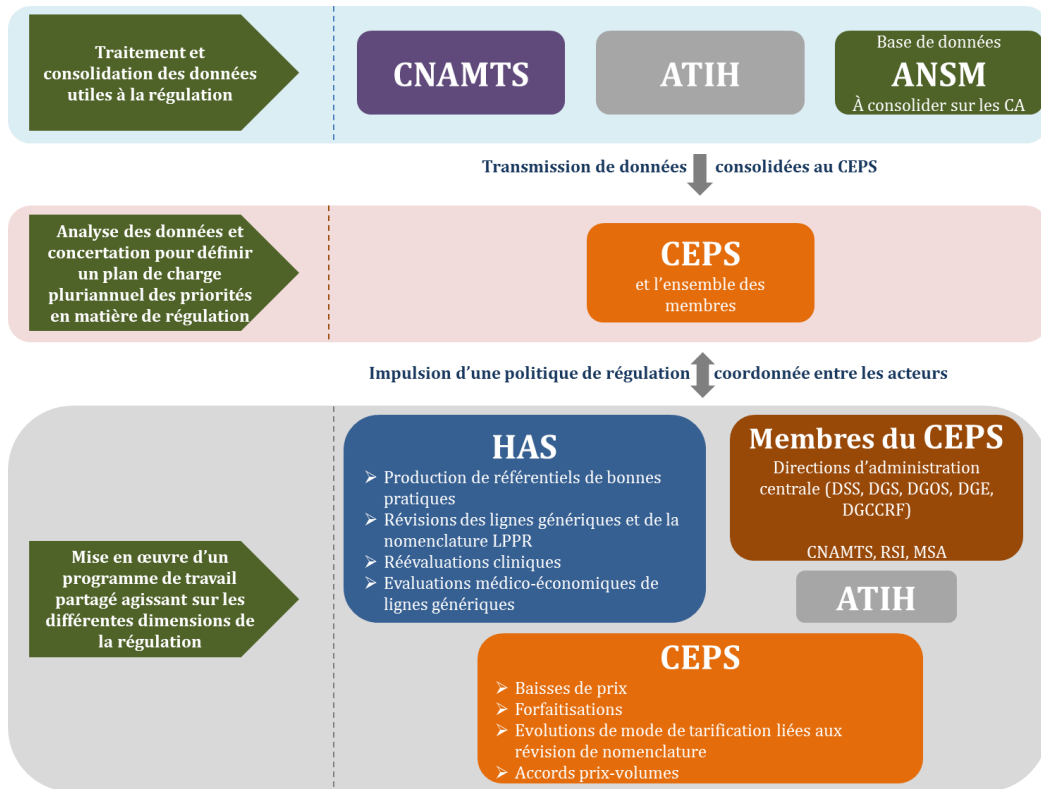 Traitement et
consolidation des données
utiles à la régulation
CNAMTS
ATIH
Base de données
ANSM
À consolider sur les CA
Transmission de données consolidées au CEPS
Analyse des données et
concertation pour définir
un plan de charge
pluriannuel des priorités
en matière de régulation
CEPS
et l’ensemble des
membres
Impulsion d’une politique de régulation coordonnée entre les acteurs
Mise en œuvre d’un
programme de travail
partagé agissant sur les
différentes dimensions de
la régulation
HAS
➢ Production de référentiels de bonnes
pratiques
➢ Révisions des lignes génériques et de la
nomenclature LPPR
➢ Réévaluations cliniques
➢ Evaluations médico-économiques de
lignes génériques
Membres du CEPS
Directions d’administration
centrale (DSS, DGS, DGOS, DGE,
DGCCRF)
CNAMTS, RSI, MSA
ATIH
CEPS
➢ Baisses de prix
➢ Forfaitisations
➢ Evolutions de mode de tarification liées aux
révision de nomenclature
➢ Accords prix-volumes